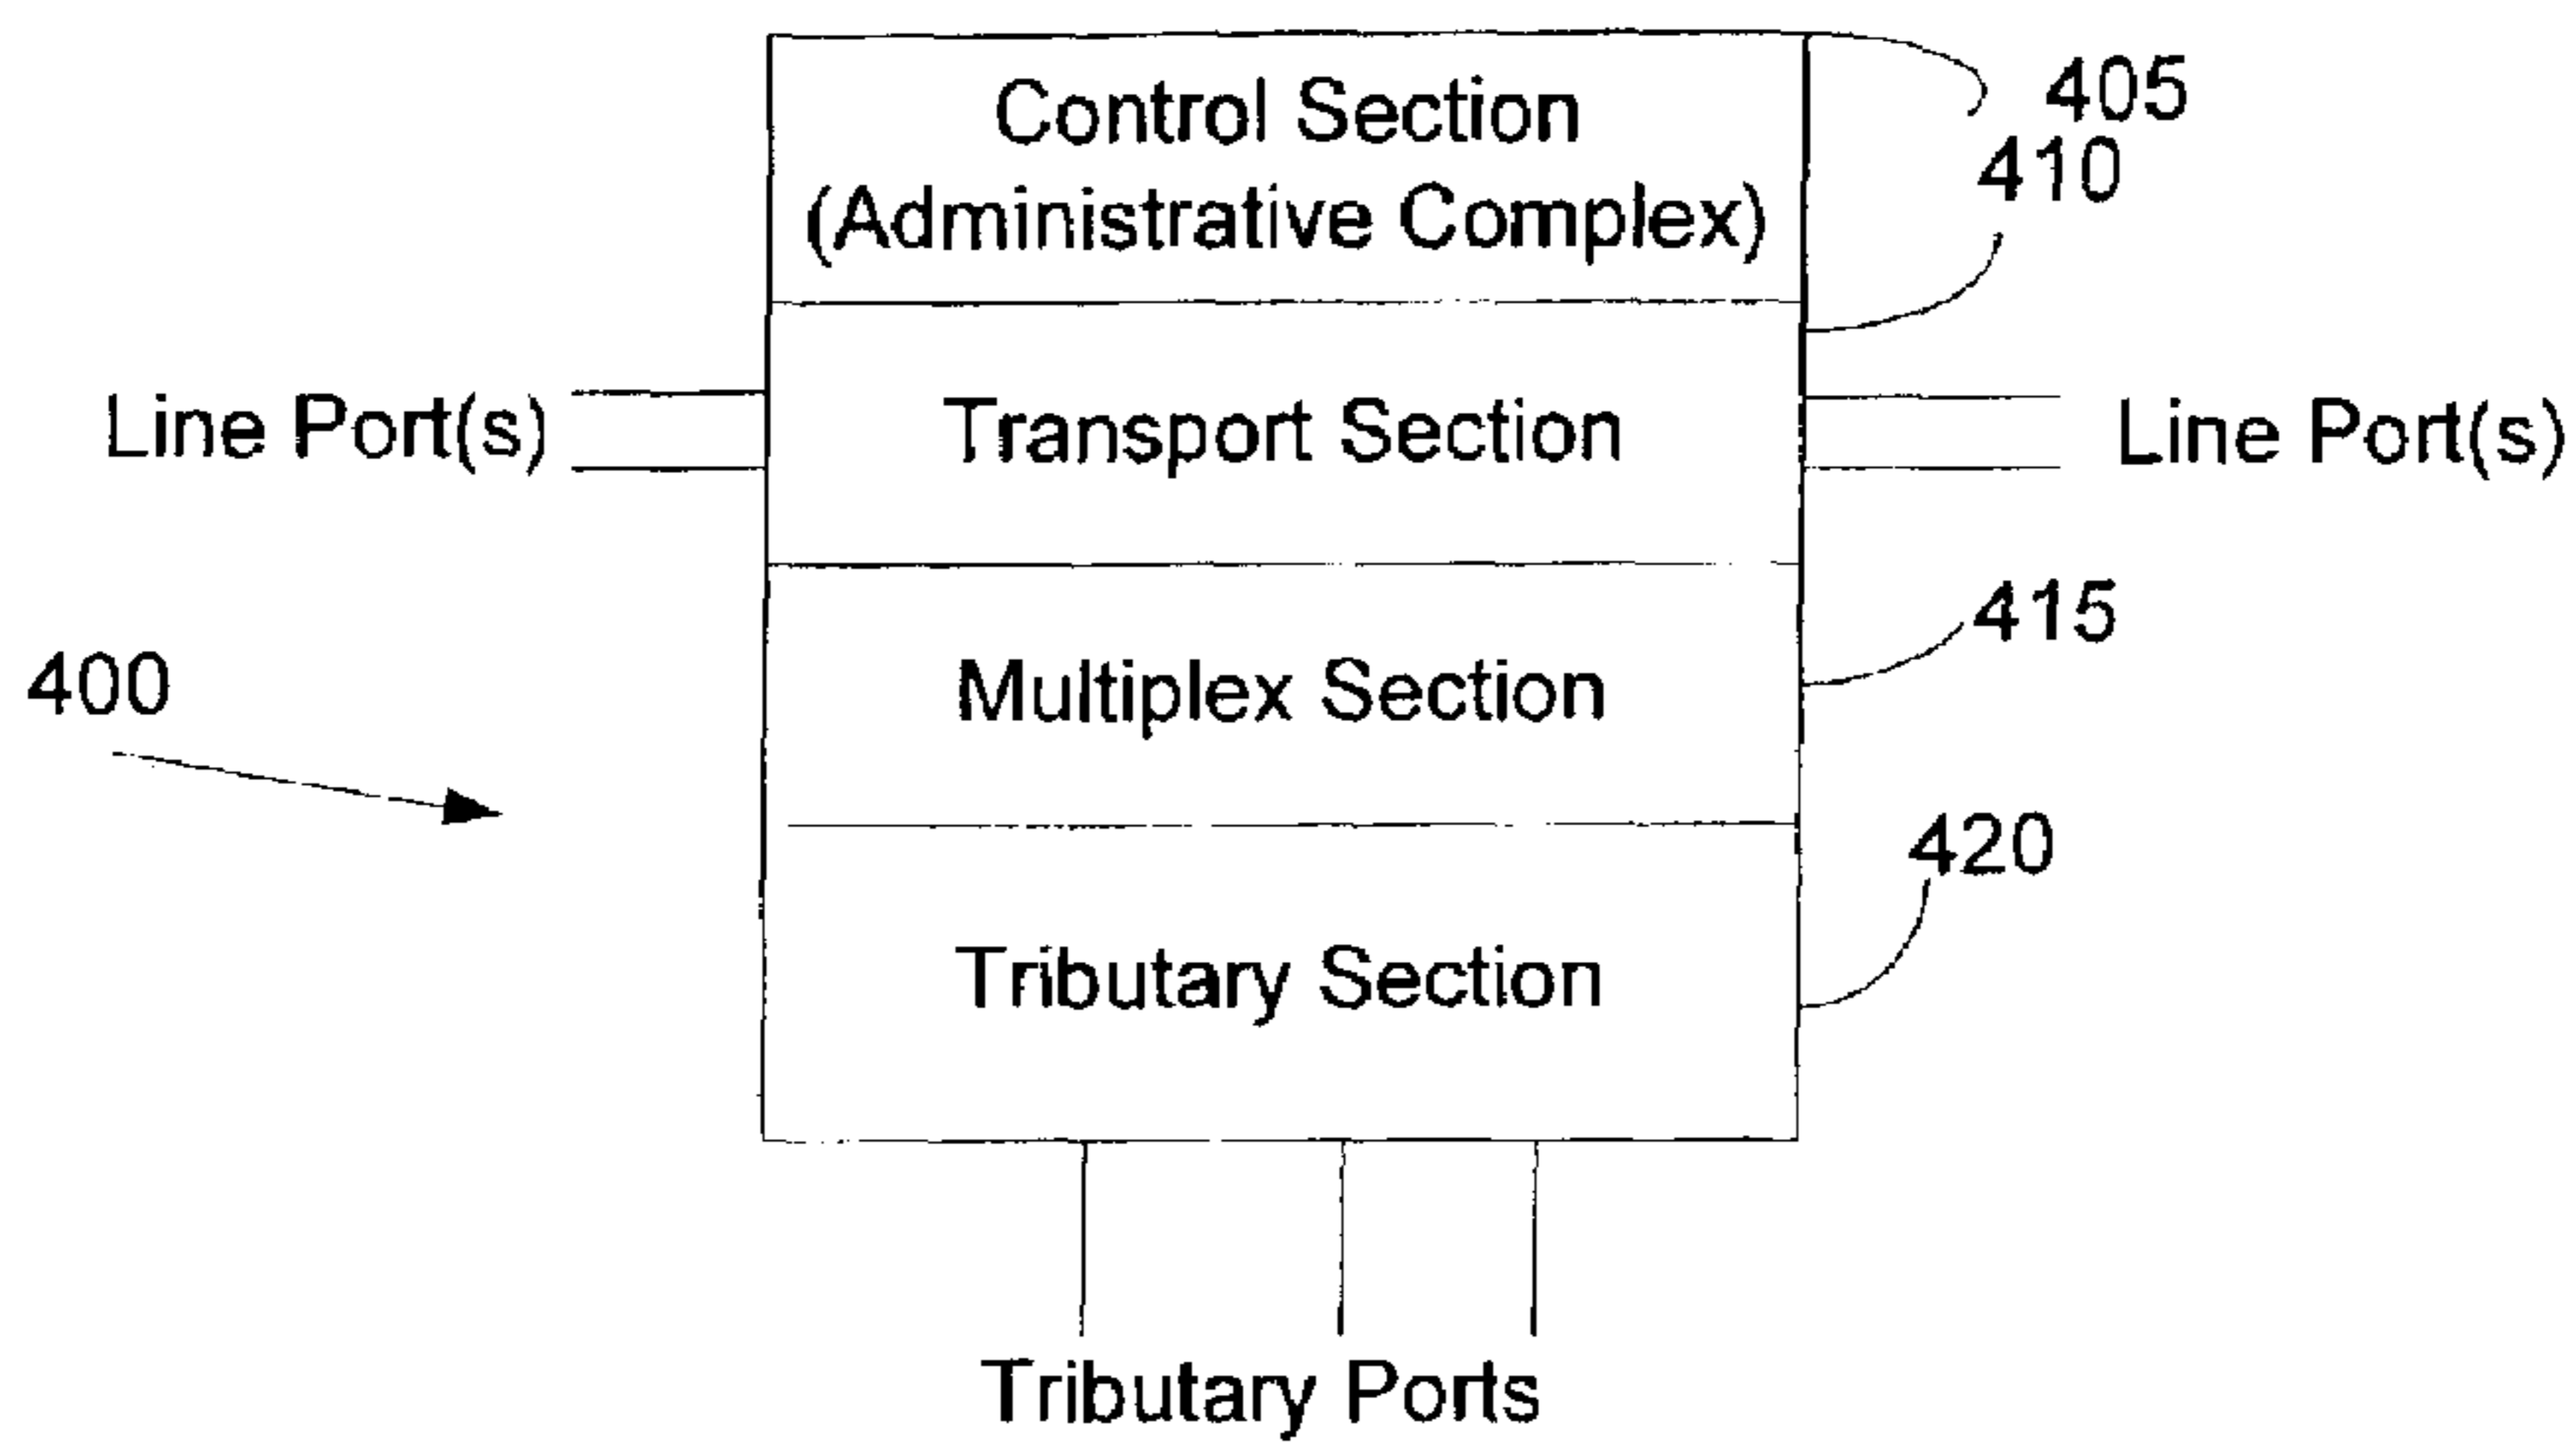 Control Section
(Administrative Complex)
405
410
Line Port(s)
Transport Section
Line Port(s)
415
Multiplex Section
400
420
Tributary Section
Tributary Ports